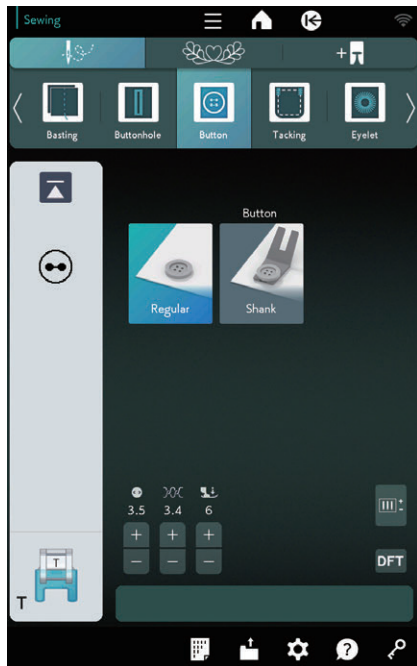 Sewing
Basting
Buttonhole
Button
Tacking
Eyelet
Button
Regular
Shank
3.5
3.4
6
+
+
+
−
−
−
DFT
T
T
?